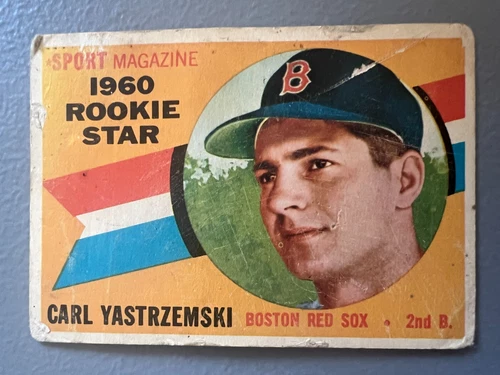 SPORT MAGAZINE
1960
ROOKIE
STAR
B
CARL YASTRZEMSKI BOSTON RED SOX • 2nd B.